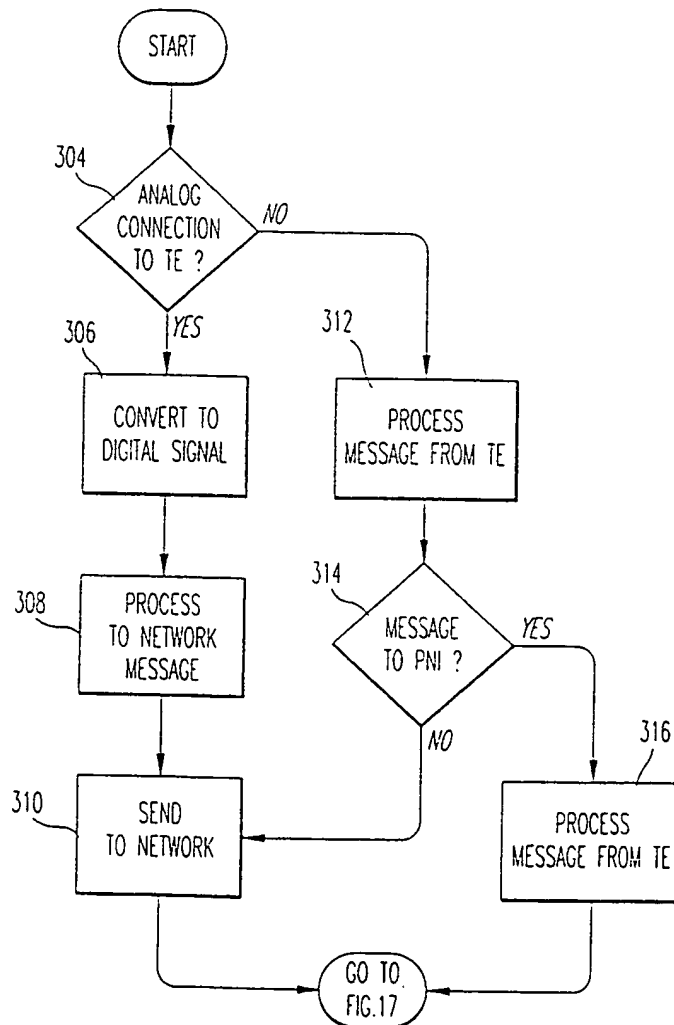 START
304
ANALOG
CONNECTION
TO TE ?
NO
YES
306
CONVERT TO
DIGITAL SIGNAL
312
PROCESS
MESSAGE FROM TE
308
PROCESS
TO NETWORK
MESSAGE
314
MESSAGE
TO PNI ?
YES
NO
310
SEND
TO NETWORK
316
PROCESS
MESSAGE FROM TE
GO TO
FIG.17